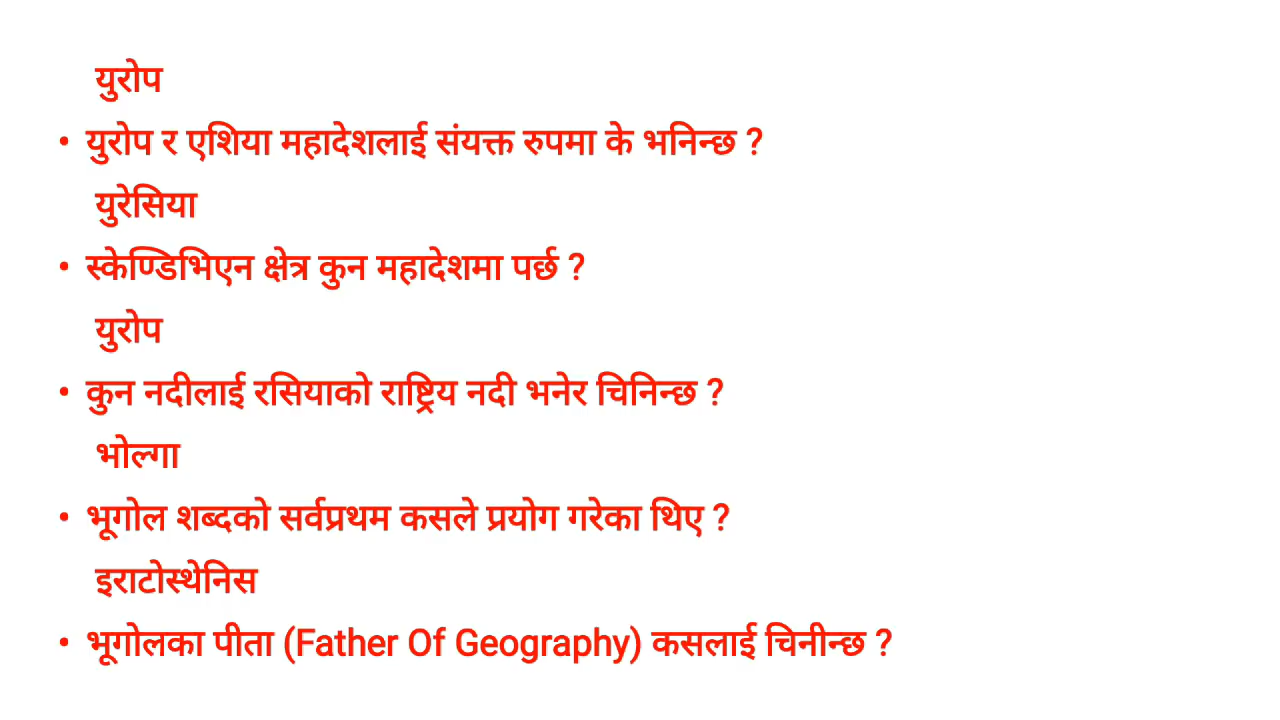 युरोप
• युरोप र एशिया महादेशलाई संयक्त रुपमा के भनिन्छ ?
युरेसिया
• स्केण्डिभिएन क्षेत्र कुन महादेशमा पर्छ ?
युरोप
• कुन नदीलाई रसियाको राष्ट्रिय नदी भनेर चिनिन्छ ?
भोल्गा
• भूगोल शब्दको सर्वप्रथम कसले प्रयोग गरेका थिए ?
इराटोस्थेनिस
• भूगोलका पीता (Father Of Geography) कसलाई चिनीन्छ ?